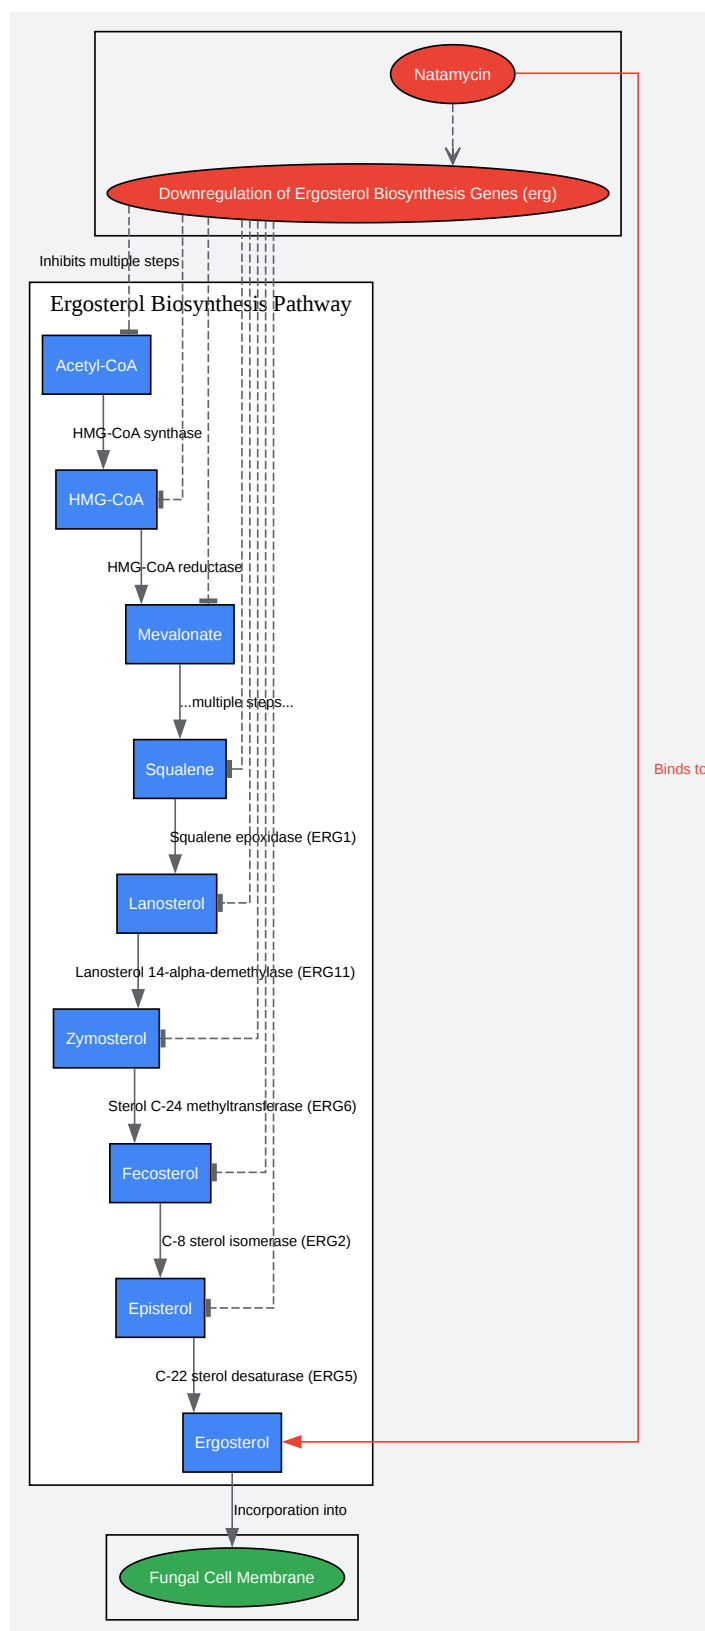 Natamycin
Downregulation of Ergosterol Biosynthesis Genes (erg)
Inhibits multiple steps
Ergosterol Biosynthesis Pathway
Acetyl-CoA
HMG-CoA synthase
HMG-CoA
HMG-CoA reductase
Mevalonate
...multiple steps...
Squalene
Binds to
Squalene epoxidase (ERG1)
Lanosterol
Lanosterol 14-alpha-demethylase (ERG11)
Zymosterol
Sterol C-24 methyltransferase (ERG6)
Fecosterol
C-8 sterol isomerase (ERG2)
Episterol
C-22 sterol desaturase (ERG5)
Ergosterol
Incorporation into
Fungal Cell Membrane